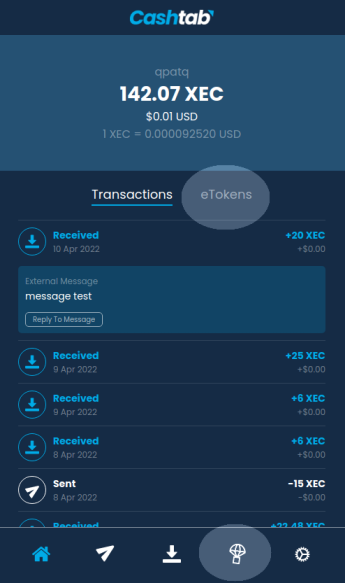 Cashtab
qpatq
142.07 XEC
$0.01 USD
1 XEC = 0.000092520 USD
Transactions eTokens
Received +20 XEC
10 Apr 2022 +$0.00
External Message
message test
Reply To Message
Received +25 XEC
9 Apr 2022 +$0.00
Received +6 XEC
9 Apr 2022 +$0.00
Received +6 XEC
8 Apr 2022 +$0.00
Sent -15 XEC
8 Apr 2022 -$0.00
Received +22.48 XEC